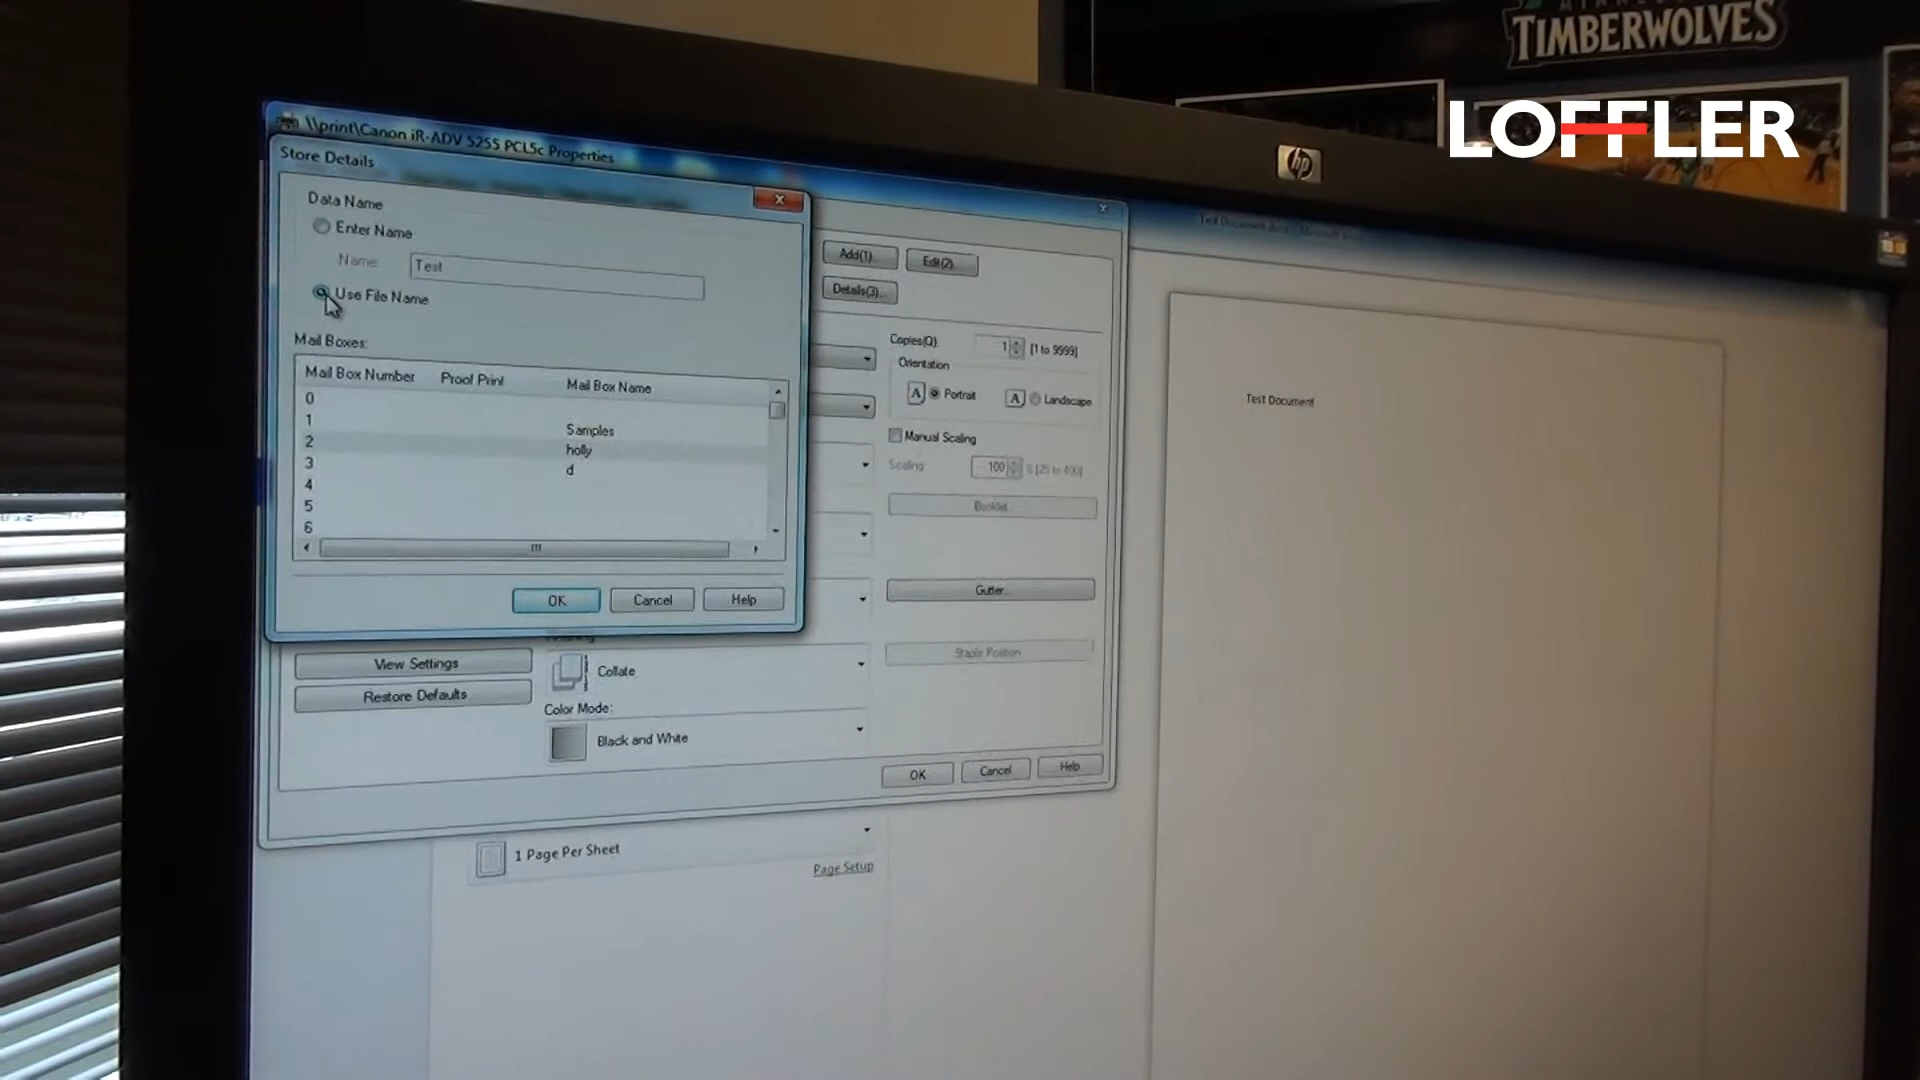 TIMBERWOLVES
LOFFLER
hp
\\print\Canon iR-ADV 5255 PCL5c Properties
Store Details
Data Name
Enter Name
Name: Test
Use File Name
Mail Boxes:
Mail Box Number Proof Print Mail Box Name
0
1 Samples
2 holly
3 d
4
5
6
OK Cancel Help
Add(1) Edit(2)
Details(3)...
Copies(Q): 1 [1 to 9999]
Orientation
A Portrait A Landscape
Manual Scaling
Scaling: 100 % [25 to 400]
Booklet
Gutter
Staple Position
View Settings
Restore Defaults
Collate
Color Mode:
Black and White
OK Cancel Help
1 Page Per Sheet
Page Setup
Test Document